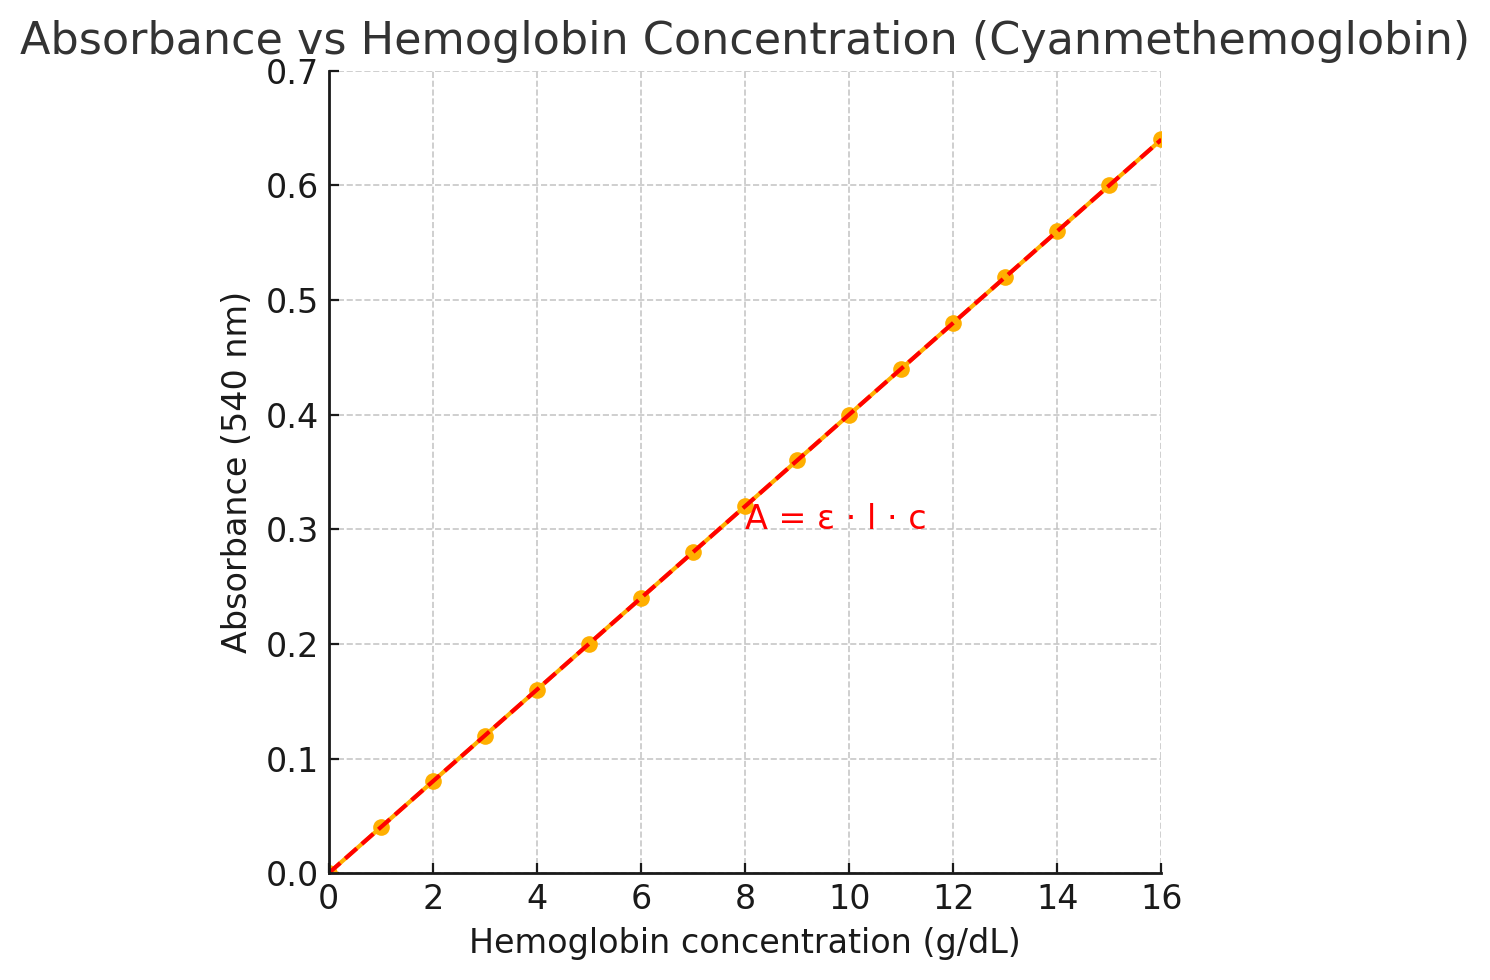 Absorbance vs Hemoglobin Concentration (Cyanmethemoglobin)
0.7
0.6
0.5
0.4
0.3
0.2
0.1
0.0
Absorbance (540 nm)
A = ε · l · c
0 2 4 6 8 10 12 14 16
Hemoglobin concentration (g/dL)